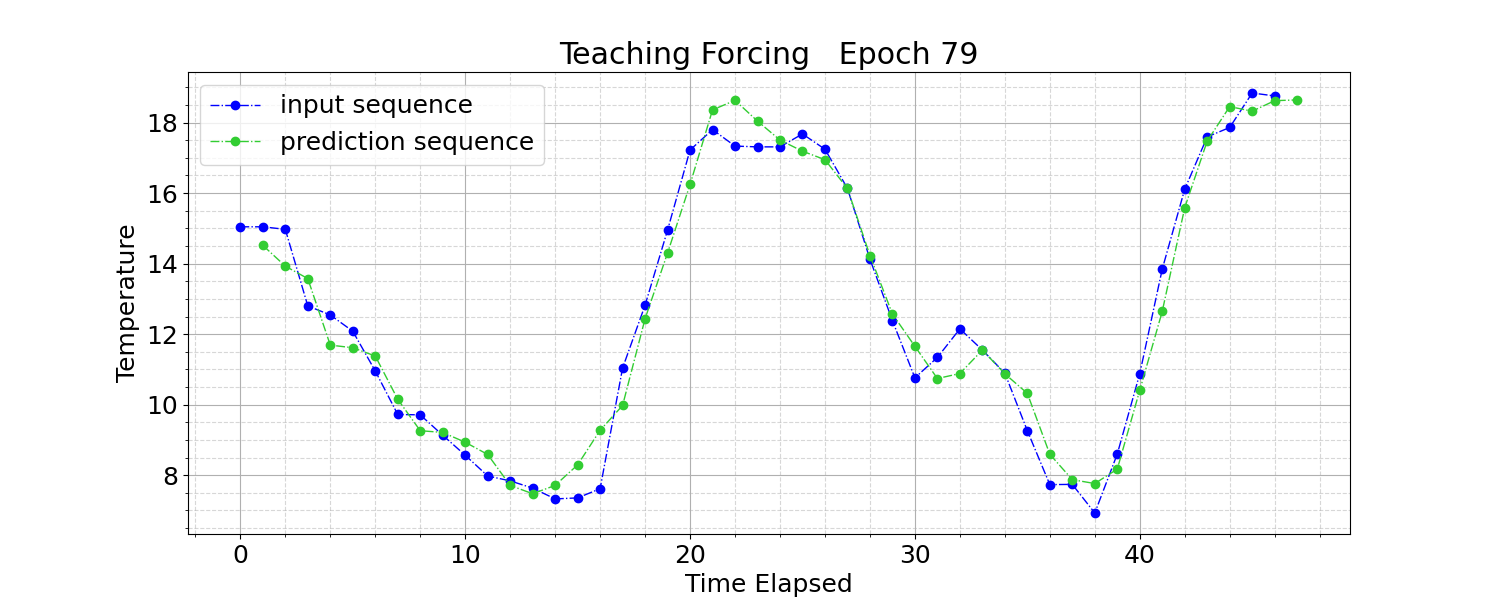 Teaching Forcing   Epoch 79
input sequence
prediction sequence
Temperature
18
16
14
12
10
8
0 10 20 30 40
Time Elapsed